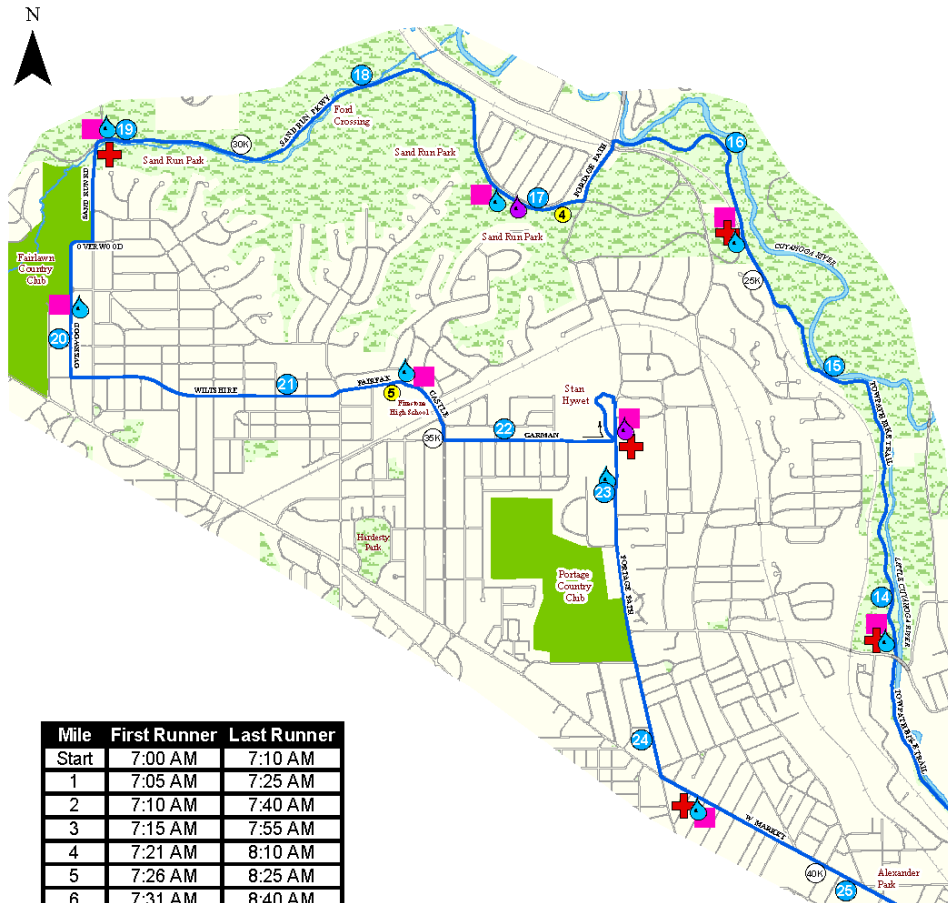 N
18
Ford
Crossing
SAND RUN PKWY
19
30K
Sand Run Park
Sand Run Park
16
PORTAGE PATH
17
4
SAND RUN RD
Sand Run Park
OVERWOOD
CUYAHOGA RIVER
Fairlawn
Country
Club
25K
20
OVERWOOD
15
21
WILTSHIRE
FAIRFAX
5
Firestone
High School
CASTLE
Stan
Hywet
TOWPATH BIKE TRAIL
35K
22
GARMAN
23
Hardesty
Park
PORTAGE PATH
Portage
Country
Club
LITTLE CUYAHOGA RIVER
14
TOWPATH BIKE TRAIL
24
W MARKET
40K
25
Alexander
Park
Mile First Runner Last Runner
Start 7:00 AM 7:10 AM
1 7:05 AM 7:25 AM
2 7:10 AM 7:40 AM
3 7:15 AM 7:55 AM
4 7:21 AM 8:10 AM
5 7:26 AM 8:25 AM
6 7:31 AM 8:40 AM